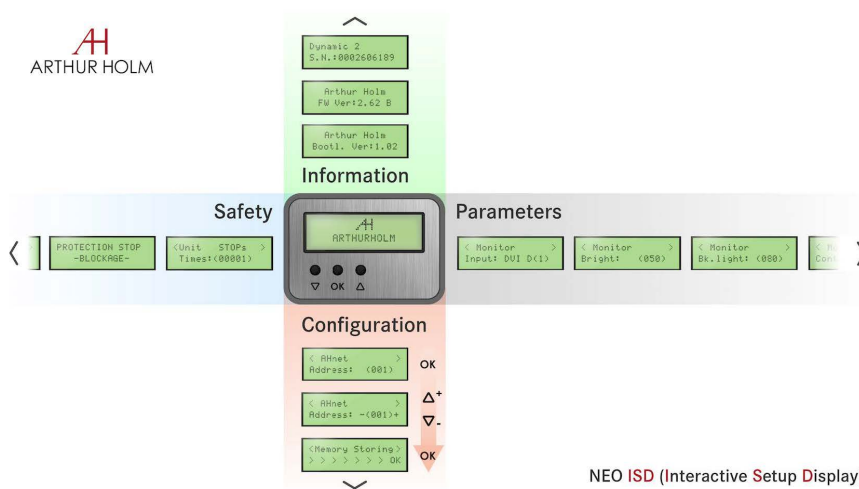 AH
ARTHUR HOLM
Dynamic 2
S.N.:0002606189
Arthur Holm
FW Ver:2.62 B
Arthur Holm
Bootl. Ver:1.02
Information
Safety
Parameters
PROTECTION STOP
-BLOCKAGE-
<Unit STOPs >
Times:(00001)
AH
ARTHURHOLM
▽ OK △
< Monitor >
Input: DVI D(1)
< Monitor >
Bright: (050)
< Monitor >
Bk.light: (080)
Configuration
< AHnet >
Address: (001)
OK
< AHnet >
Address: -(001)+
△+
▽-
<Memory Storing>
> > > > > > > OK
OK
NEO ISD (Interactive Setup Display